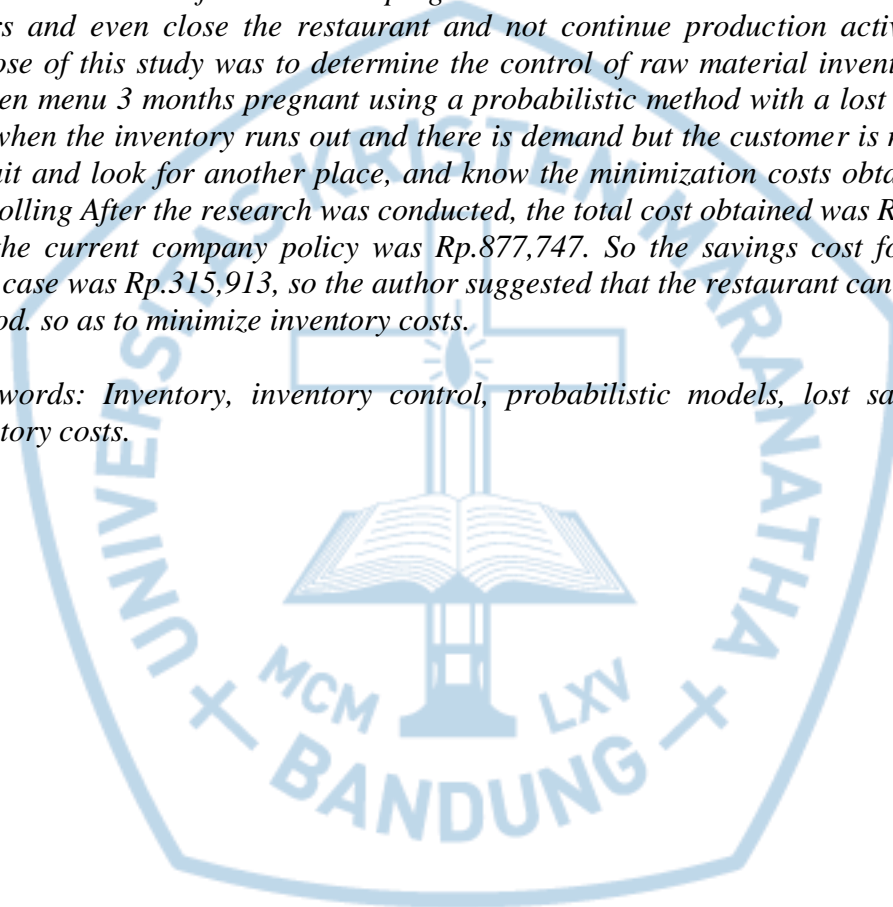 rs and even close the restaurant and not continue production activ
ose of this study was to determine the control of raw material invent
en menu 3 months pregnant using a probabilistic method with a lost
when the inventory runs out and there is demand but the customer is
it and look for another place, and know the minimization costs obta
olling After the research was conducted, the total cost obtained was R
the current company policy was Rp.877,747. So the savings cost fo
case was Rp.315,913, so the author suggested that the restaurant can
od. so as to minimize inventory costs.
words: Inventory, inventory control, probabilistic models, lost sa
tory costs.
UNIVERSITAS KRISTEN MARANATHA
MCM LXV
BANDUNG